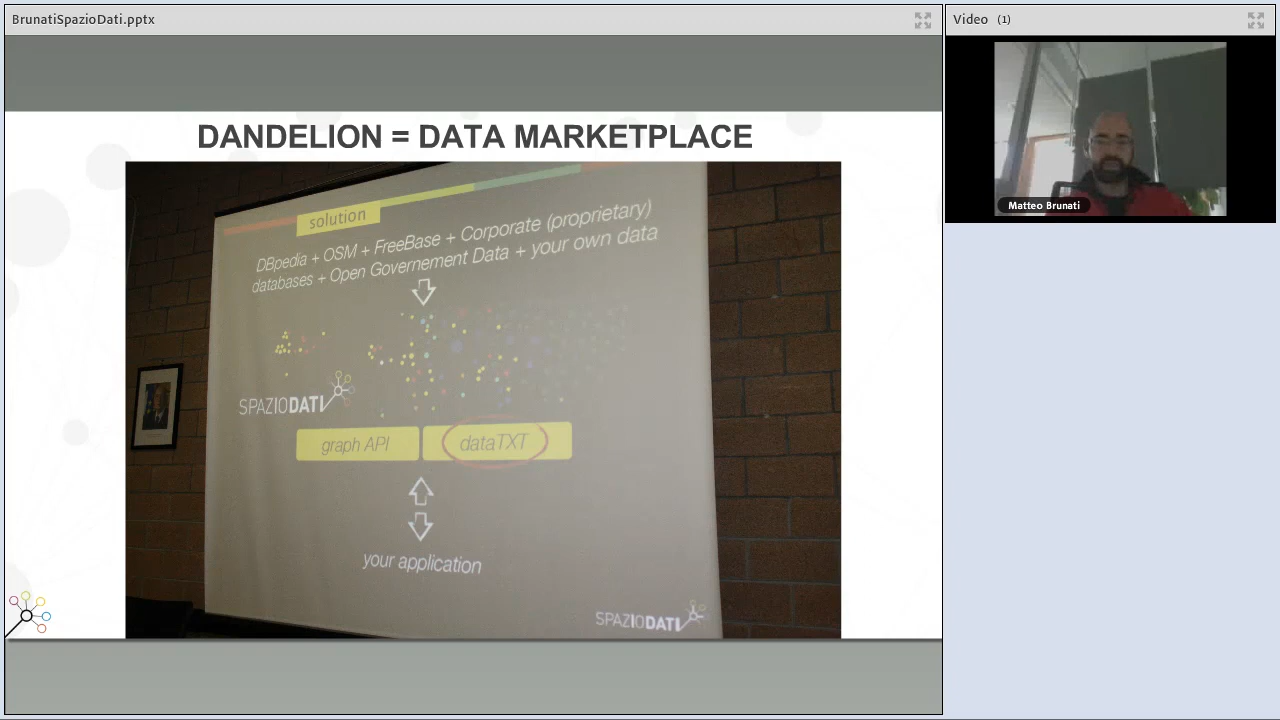 BrunatiSpazioDati.pptx
Video (1)
Matteo Brunati
DANDELION = DATA MARKETPLACE
solution
DBpedia + OSM + FreeBase + Corporate (proprietary)
databases + Open Governement Data + your own data
SPAZIODATI
graph API
dataTXT
your application
SPAZIODATI